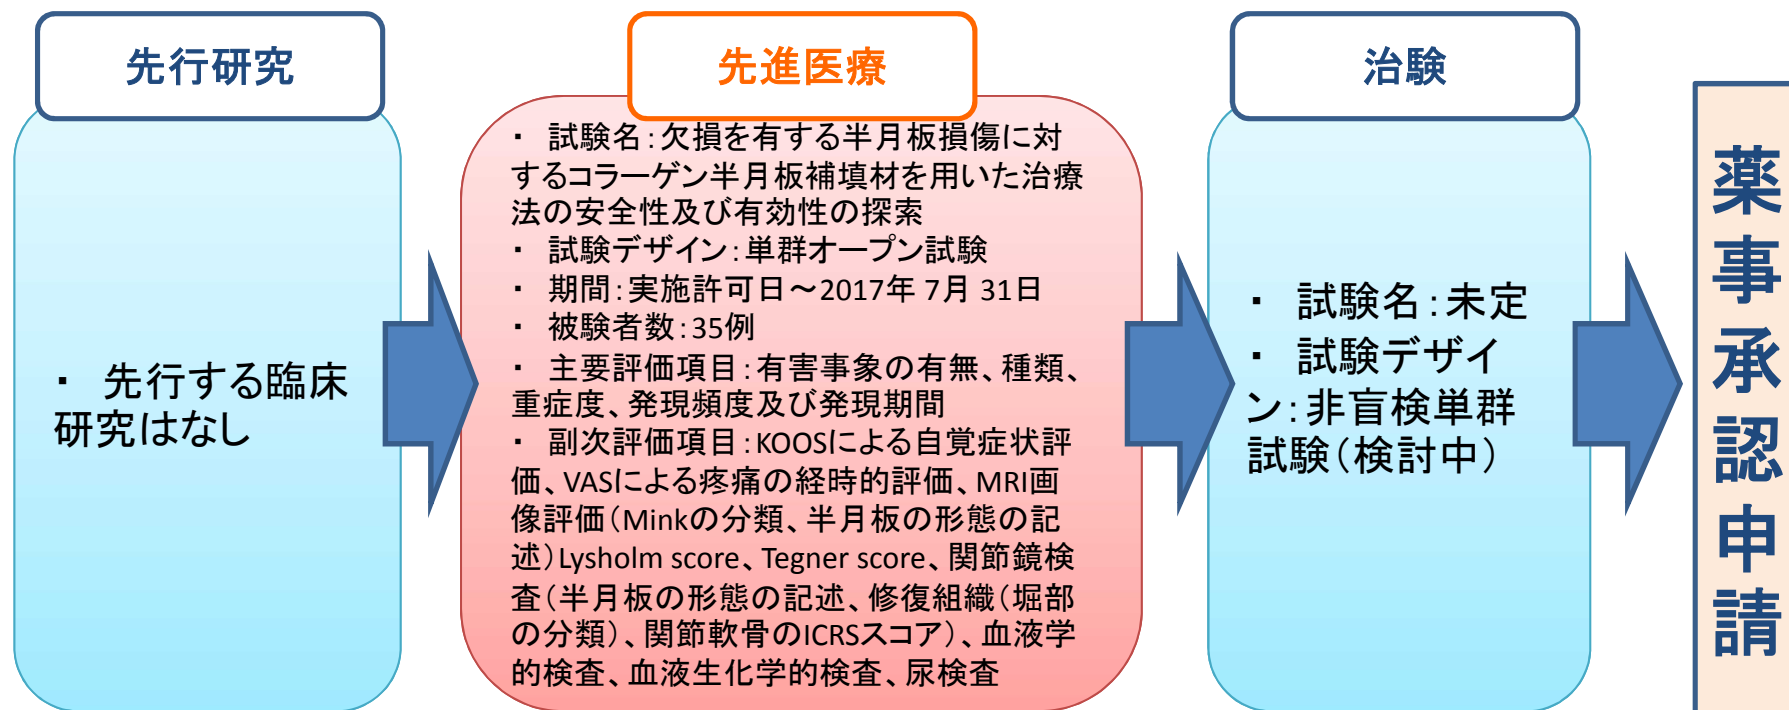 先行研究
・ 先行する臨床
研究はなし
先進医療
・ 試験名：欠損を有する半月板損傷に対
するコラーゲン半月板補填材を用いた治療
法の安全性及び有効性の探索
・ 試験デザイン：単群オープン試験
・ 期間：実施許可日～2017年 7月 31日
・ 被験者数：35例
・ 主要評価項目：有害事象の有無、種類、
重症度、発現頻度及び発現期間
・ 副次評価項目：KOOSによる自覚症状評
価、VASによる疼痛の経時的評価、MRI画
像評価（Minkの分類、半月板の形態の記
述）Lysholm score、Tegner score、関節鏡検
査（半月板の形態の記述、修復組織（堀部
の分類）、関節軟骨のICRSスコア）、血液学
的検査、血液生化学的検査、尿検査
治験
・ 試験名：未定
・ 試験デザイ
ン：非盲検単群
試験（検討中）
薬事承認申請